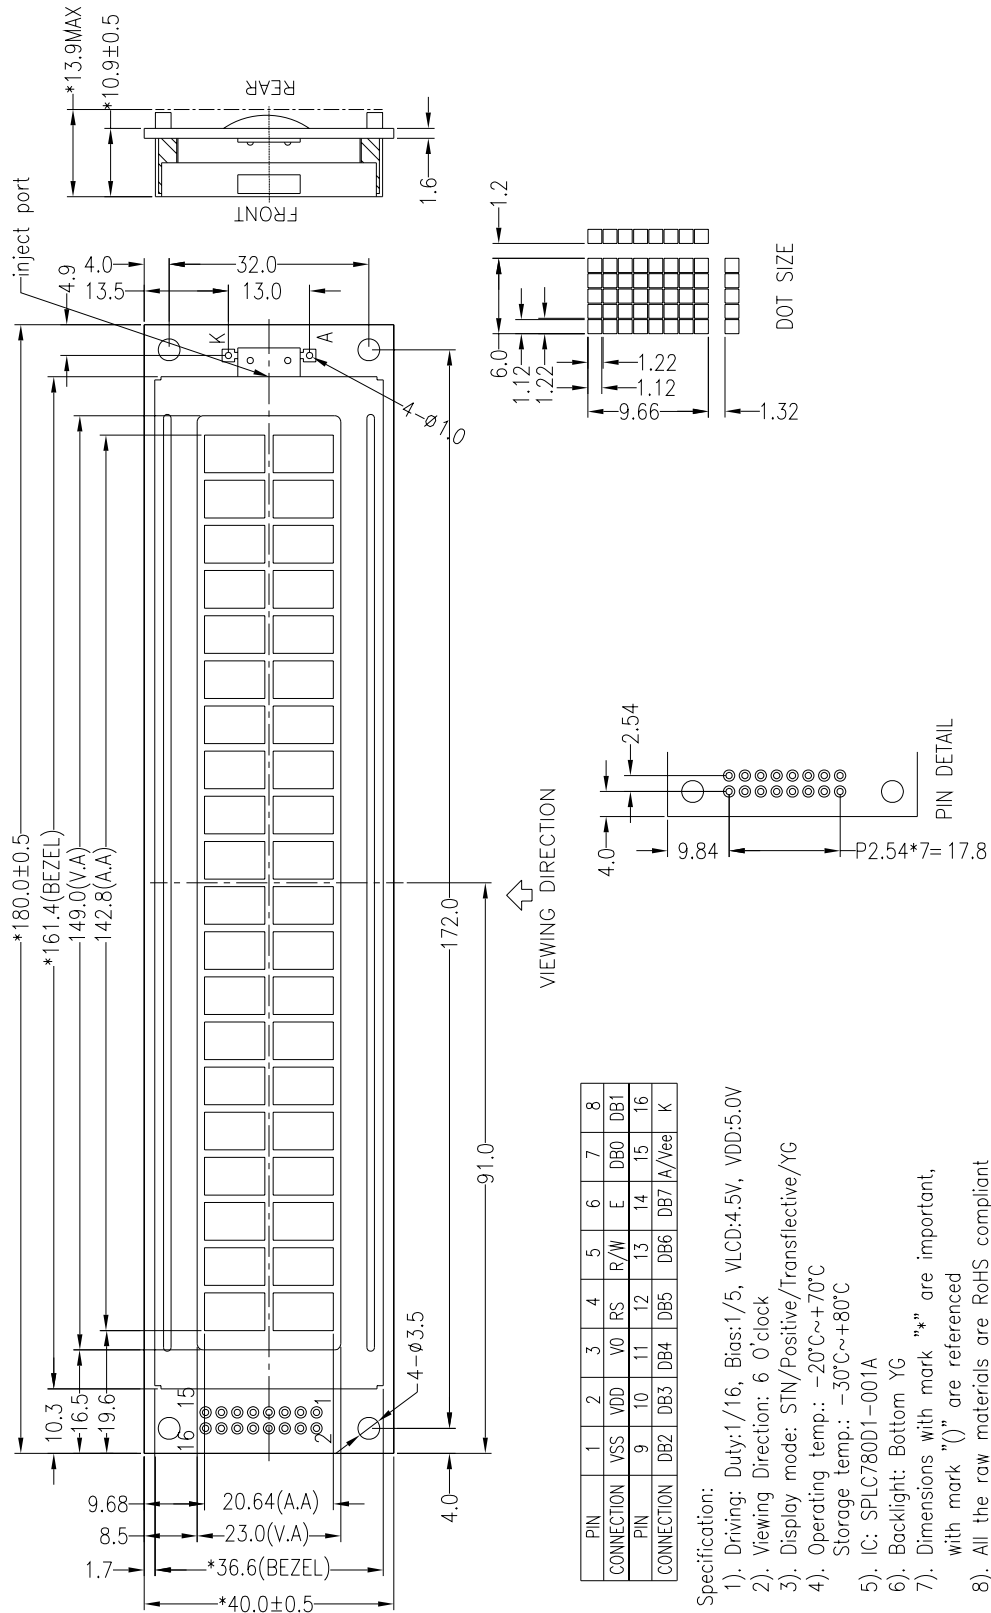 *180.0±0.5
*161.4(BEZEL)
149.0(V.A)
142.8(A.A)
10.3
16.5
19.6
4.9
inject port
*13.9MAX
*10.9±0.5
9.68
8.5
1.7
20.64(A.A)
23.0(V.A)
*36.6(BEZEL)
*40.0±0.5
16
15
2
1
K
A
4.0
13.5
32.0
13.0
4-ø1.0
4-ø3.5
FRONT
REAR
1.6
172.0
91.0
4.0
VIEWING DIRECTION
6.0
1.12
1.22
1.2
1.22
1.12
9.66
1.32
DOT SIZE
4.0
2.54
9.84
P2.54*7=17.8
PIN DETAIL
PIN 1 2 3 4 5 6 7 8
CONNECTION VSS VDD V0 RS R/W E DB0 DB1
PIN 9 10 11 12 13 14 15 16
CONNECTION DB2 DB3 DB4 DB5 DB6 DB7 A/Vee K
Specification:
1). Driving: Duty:1/16, Bias:1/5, VLCD:4.5V, VDD:5.0V
2). Viewing Direction: 6 O'clock
3). Display mode: STN/Positive/Transflective/YG
4). Operating temp.: -20°C~+70°C
Storage temp.: -30°C~+80°C
5). IC: SPLC780D1-001A
6). Backlight: Bottom YG
7). Dimensions with mark "*" are important,
with mark "()" are referenced
8). All the raw materials are RoHS compliant